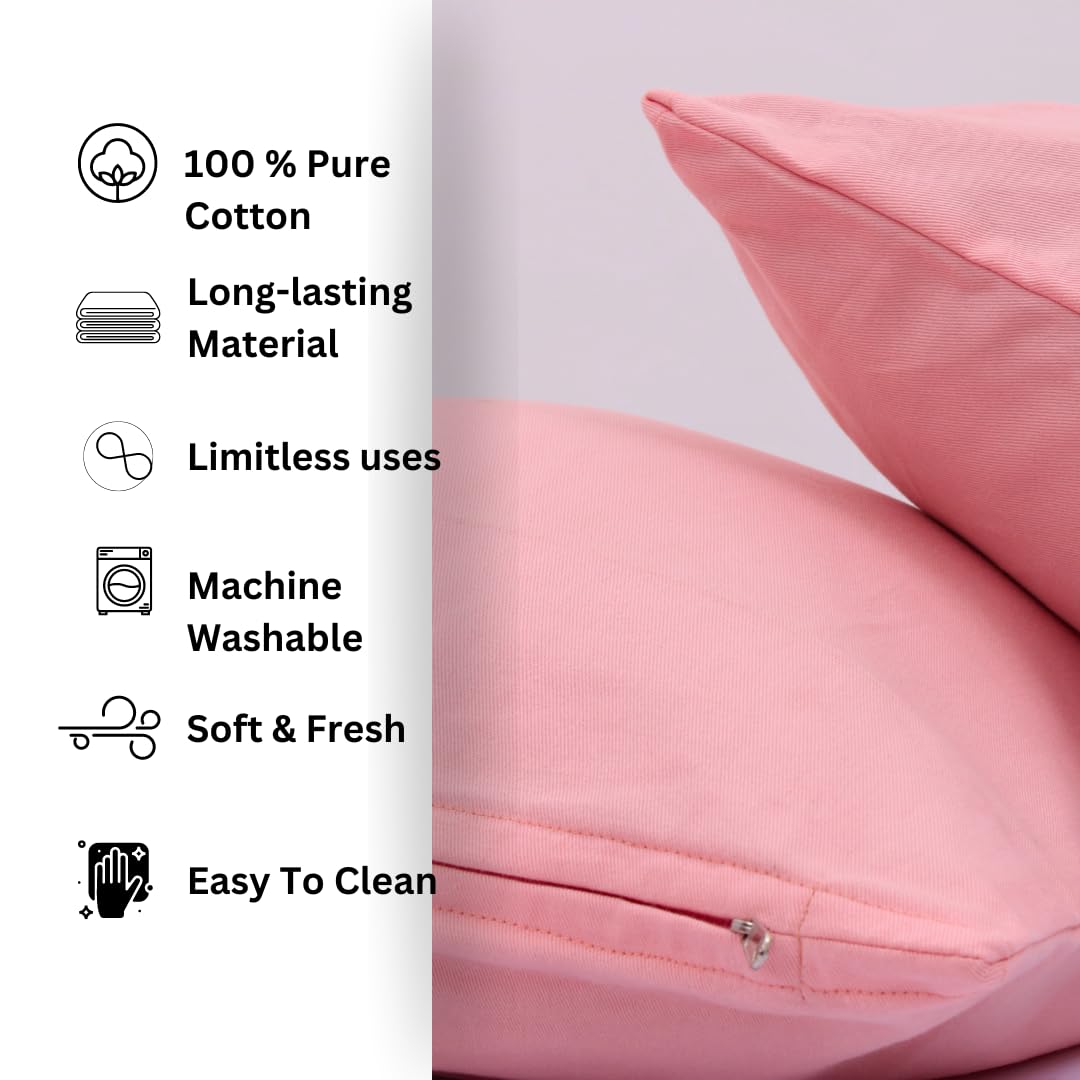 100 % Pure
Cotton
Long-lasting
Material
Limitless uses
Machine
Washable
Soft & Fresh
Easy To Clean